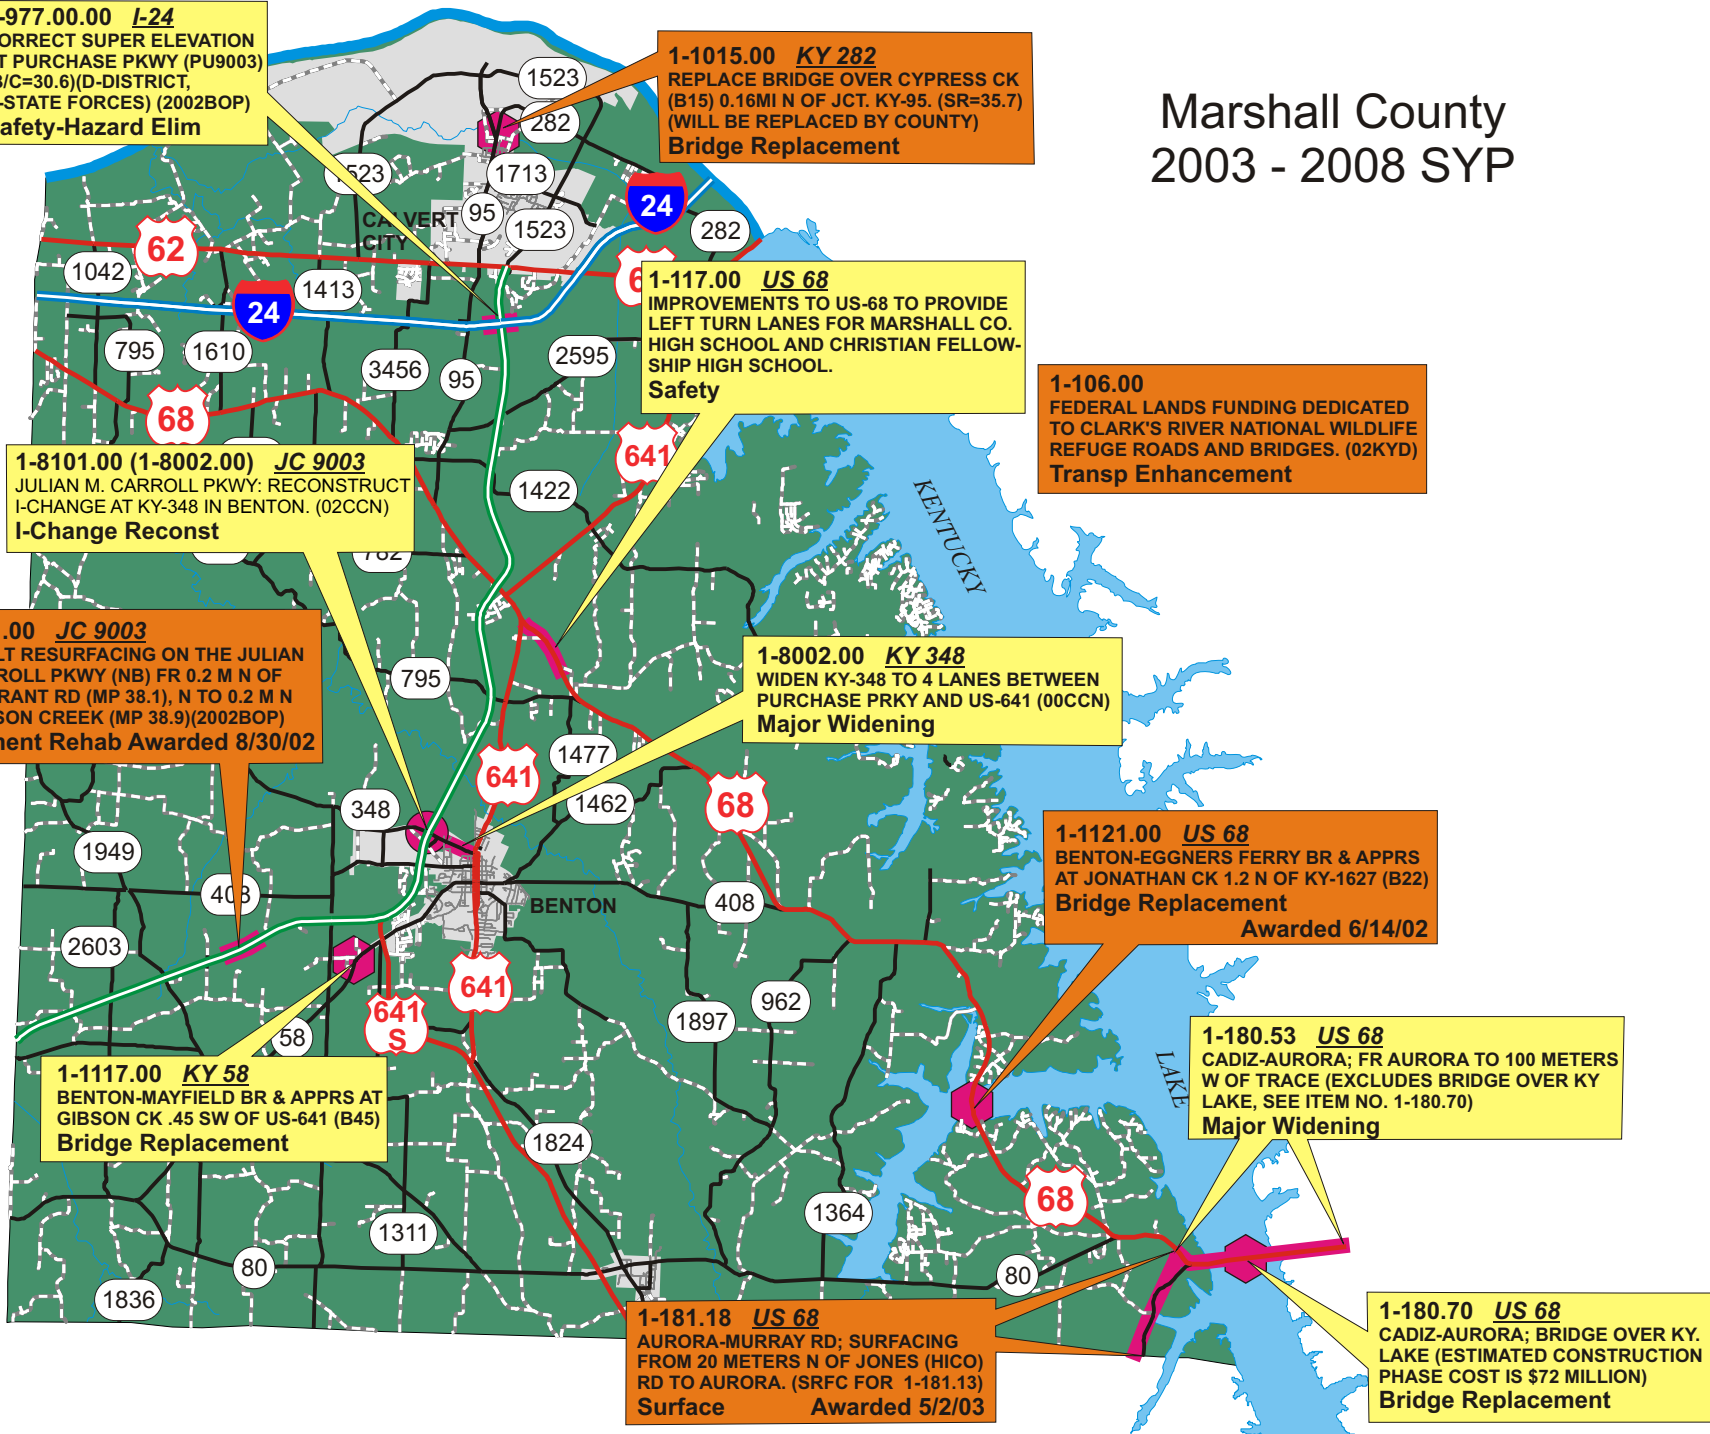 Marshall County
2003 - 2008 SYP
-977.00.00 I-24
ORRECT SUPER ELEVATION
T PURCHASE PKWY (PU9003)
/C=30.6)(D-DISTRICT,
-STATE FORCES) (2002BOP)
afety-Hazard Elim
1-1015.00 KY 282
REPLACE BRIDGE OVER CYPRESS CK
(B15) 0.16MI N OF JCT. KY-95. (SR=35.7)
(WILL BE REPLACED BY COUNTY)
Bridge Replacement
1-117.00 US 68
IMPROVEMENTS TO US-68 TO PROVIDE
LEFT TURN LANES FOR MARSHALL CO.
HIGH SCHOOL AND CHRISTIAN FELLOW-
SHIP HIGH SCHOOL.
Safety
1-106.00
FEDERAL LANDS FUNDING DEDICATED
TO CLARK'S RIVER NATIONAL WILDLIFE
REFUGE ROADS AND BRIDGES. (02KYD)
Transp Enhancement
1-8101.00 (1-8002.00) JC 9003
JULIAN M. CARROLL PKWY: RECONSTRUCT
I-CHANGE AT KY-348 IN BENTON. (02CCN)
I-Change Reconst
.00 JC 9003
LT RESURFACING ON THE JULIAN
ROLL PKWY (NB) FR 0.2 M N OF
RANT RD (MP 38.1), N TO 0.2 M N
SON CREEK (MP 38.9)(2002BOP)
ment Rehab Awarded 8/30/02
1-8002.00 KY 348
WIDEN KY-348 TO 4 LANES BETWEEN
PURCHASE PRKY AND US-641 (00CCN)
Major Widening
1-1121.00 US 68
BENTON-EGGNERS FERRY BR & APPRS
AT JONATHAN CK 1.2 N OF KY-1627 (B22)
Bridge Replacement
Awarded 6/14/02
1-180.53 US 68
CADIZ-AURORA; FR AURORA TO 100 METERS
W OF TRACE (EXCLUDES BRIDGE OVER KY
LAKE, SEE ITEM NO. 1-180.70)
Major Widening
1-1117.00 KY 58
BENTON-MAYFIELD BR & APPRS AT
GIBSON CK .45 SW OF US-641 (B45)
Bridge Replacement
1-181.18 US 68
AURORA-MURRAY RD; SURFACING
FROM 20 METERS N OF JONES (HICO)
RD TO AURORA. (SRFC FOR 1-181.13)
Surface Awarded 5/2/03
1-180.70 US 68
CADIZ-AURORA; BRIDGE OVER KY.
LAKE (ESTIMATED CONSTRUCTION
PHASE COST IS $72 MILLION)
Bridge Replacement
1523
282
1523
1713
95
1523
24
282
CALVERT
CITY
62
1042
1413
24
795
1610
3456
95
2595
68
641
1422
782
KENTUCKY
795
641
1477
1462
68
348
1949
408
BENTON
408
2603
641
641
S
58
1897
962
LAKE
1824
1364
68
1311
80
80
1836